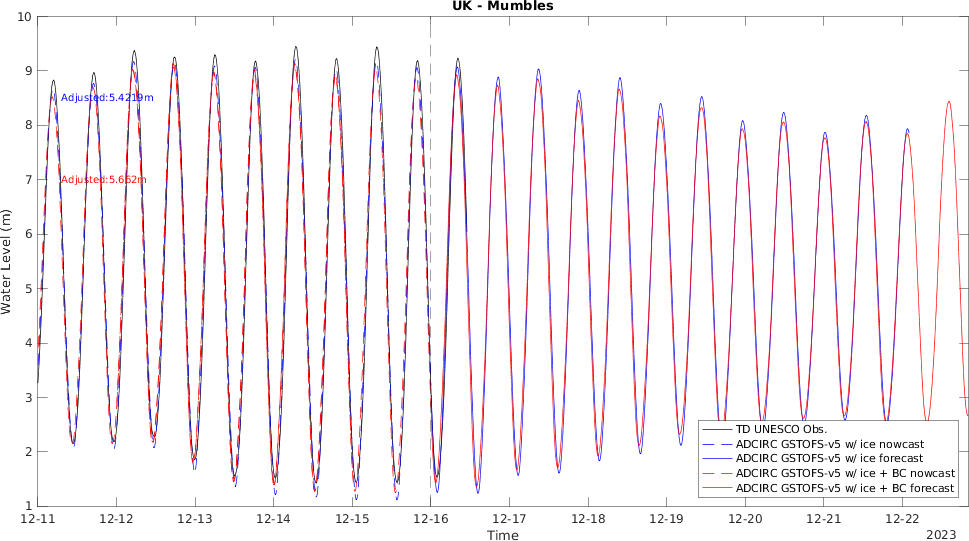 UK - Mumbles
10
9
8
7
6
5
4
3
2
1
Water Level (m)
Adjusted:5.4219m
Adjusted:5.662m
TD UNESCO Obs.
ADCIRC GSTOFS-v5 w/ ice nowcast
ADCIRC GSTOFS-v5 w/ ice forecast
ADCIRC GSTOFS-v5 w/ ice + BC nowcast
ADCIRC GSTOFS-v5 w/ ice + BC forecast
12-11 12-12 12-13 12-14 12-15 12-16 12-17 12-18 12-19 12-20 12-21 12-22
Time
2023